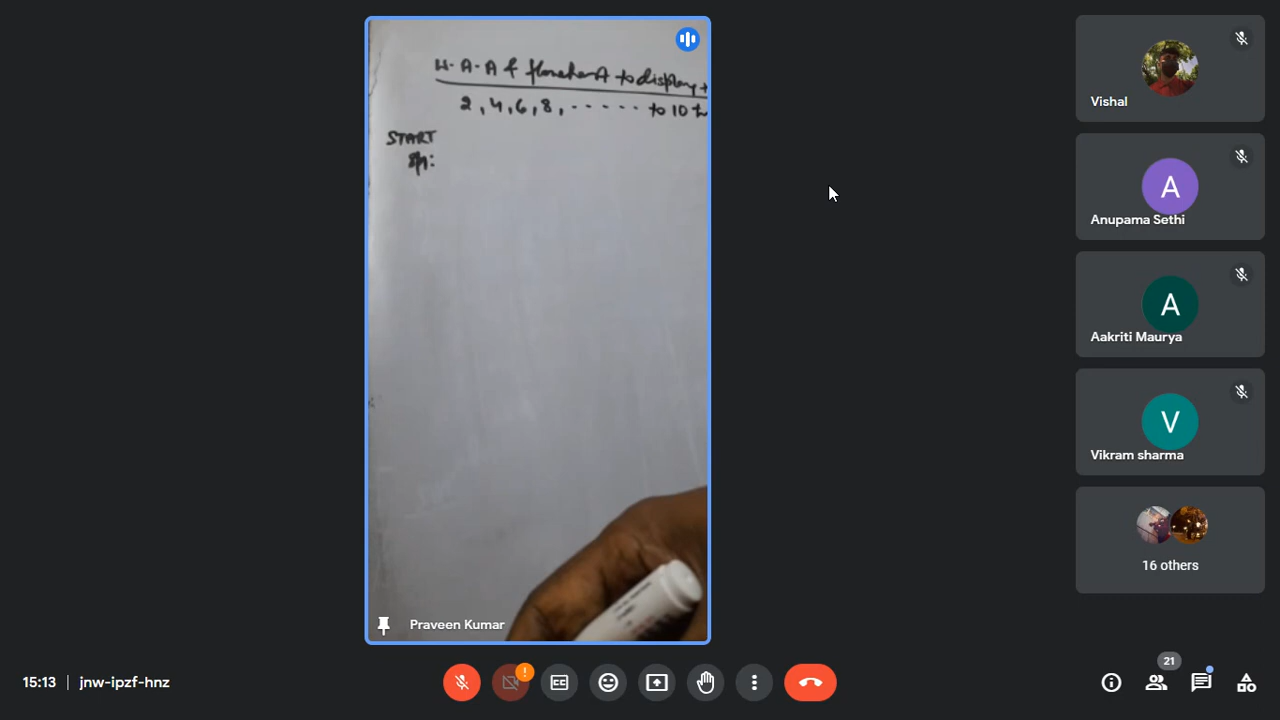 W.A.A & flowchart to display t
2, 4, 6, 8, ------ to 10 t
START
Vishal
Anupama Sethi
Aakriti Maurya
Vikram sharma
16 others
Praveen Kumar
15:13 | jnw-ipzf-hnz
21
A
A
V
CC